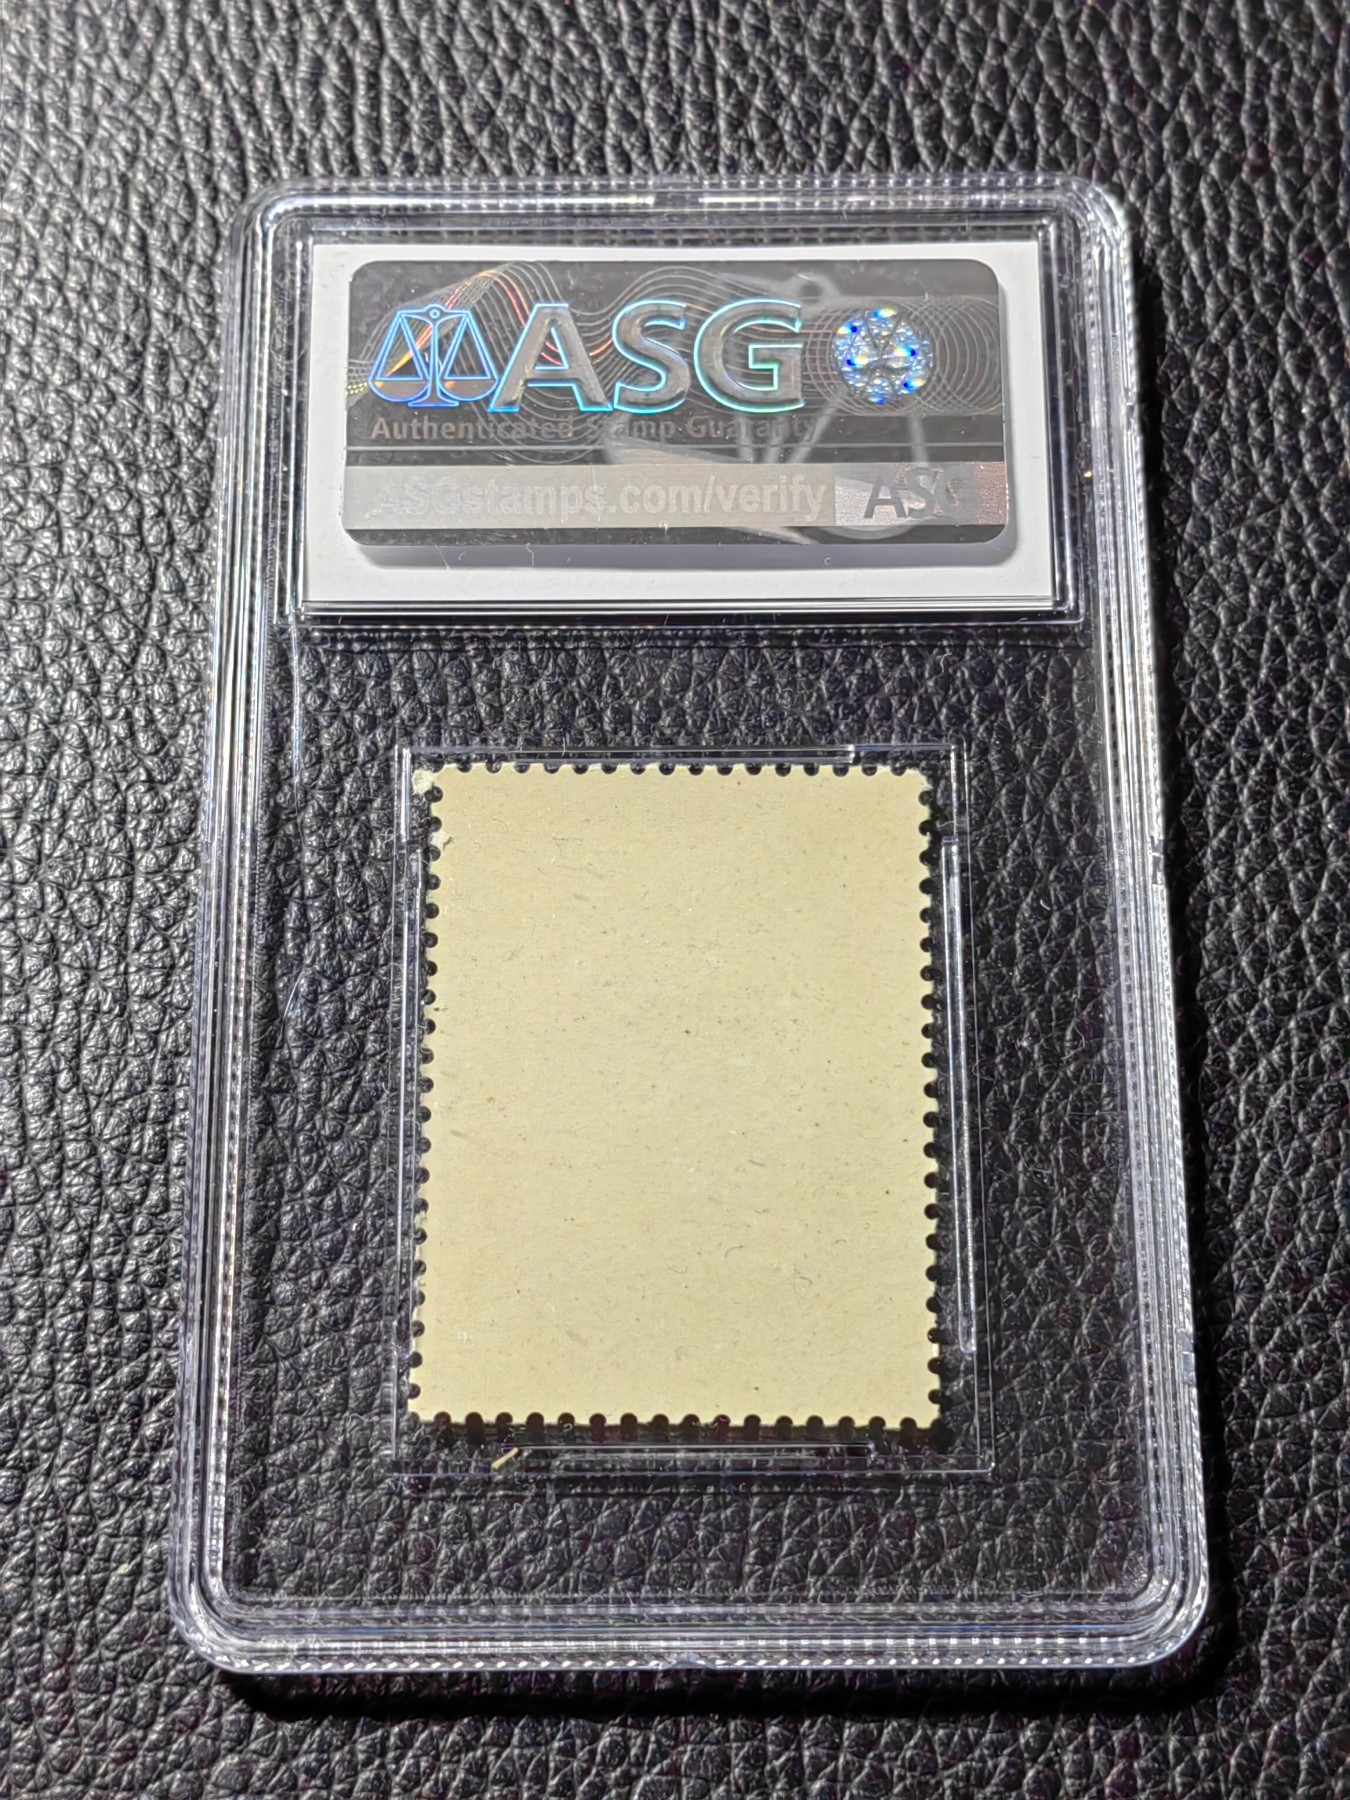 ASG
Authenticated Stamp Guaranty
ASGstamps.com/verify ASG